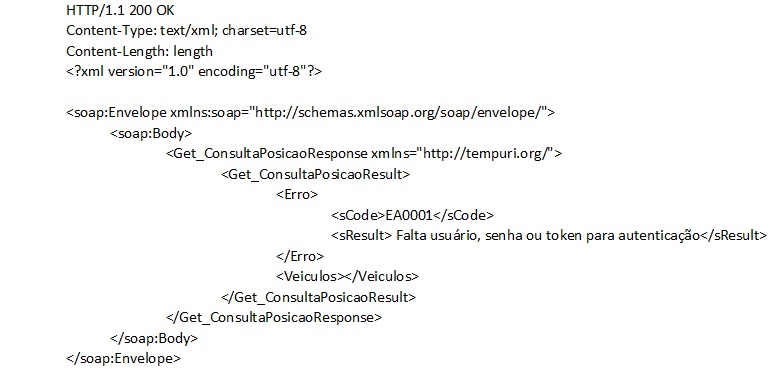 HTTP/1.1 200 OK
Content-Type: text/xml; charset=utf-8
Content-Length: length
<?xml version="1.0" encoding="utf-8"?>
<soap:Envelope xmlns:soap="http://schemas.xmlsoap.org/soap/envelope/">
<soap:Body>
<Get_ConsultaPosicaoResponse xmlns="http://tempuri.org/">
<Get_ConsultaPosicaoResult>
<Erro>
<sCode>EA0001</sCode>
<sResult> Falta usuário, senha ou token para autenticação</sResult>
</Erro>
<Veiculos></Veiculos>
</Get_ConsultaPosicaoResult>
</Get_ConsultaPosicaoResponse>
</soap:Body>
</soap:Envelope>